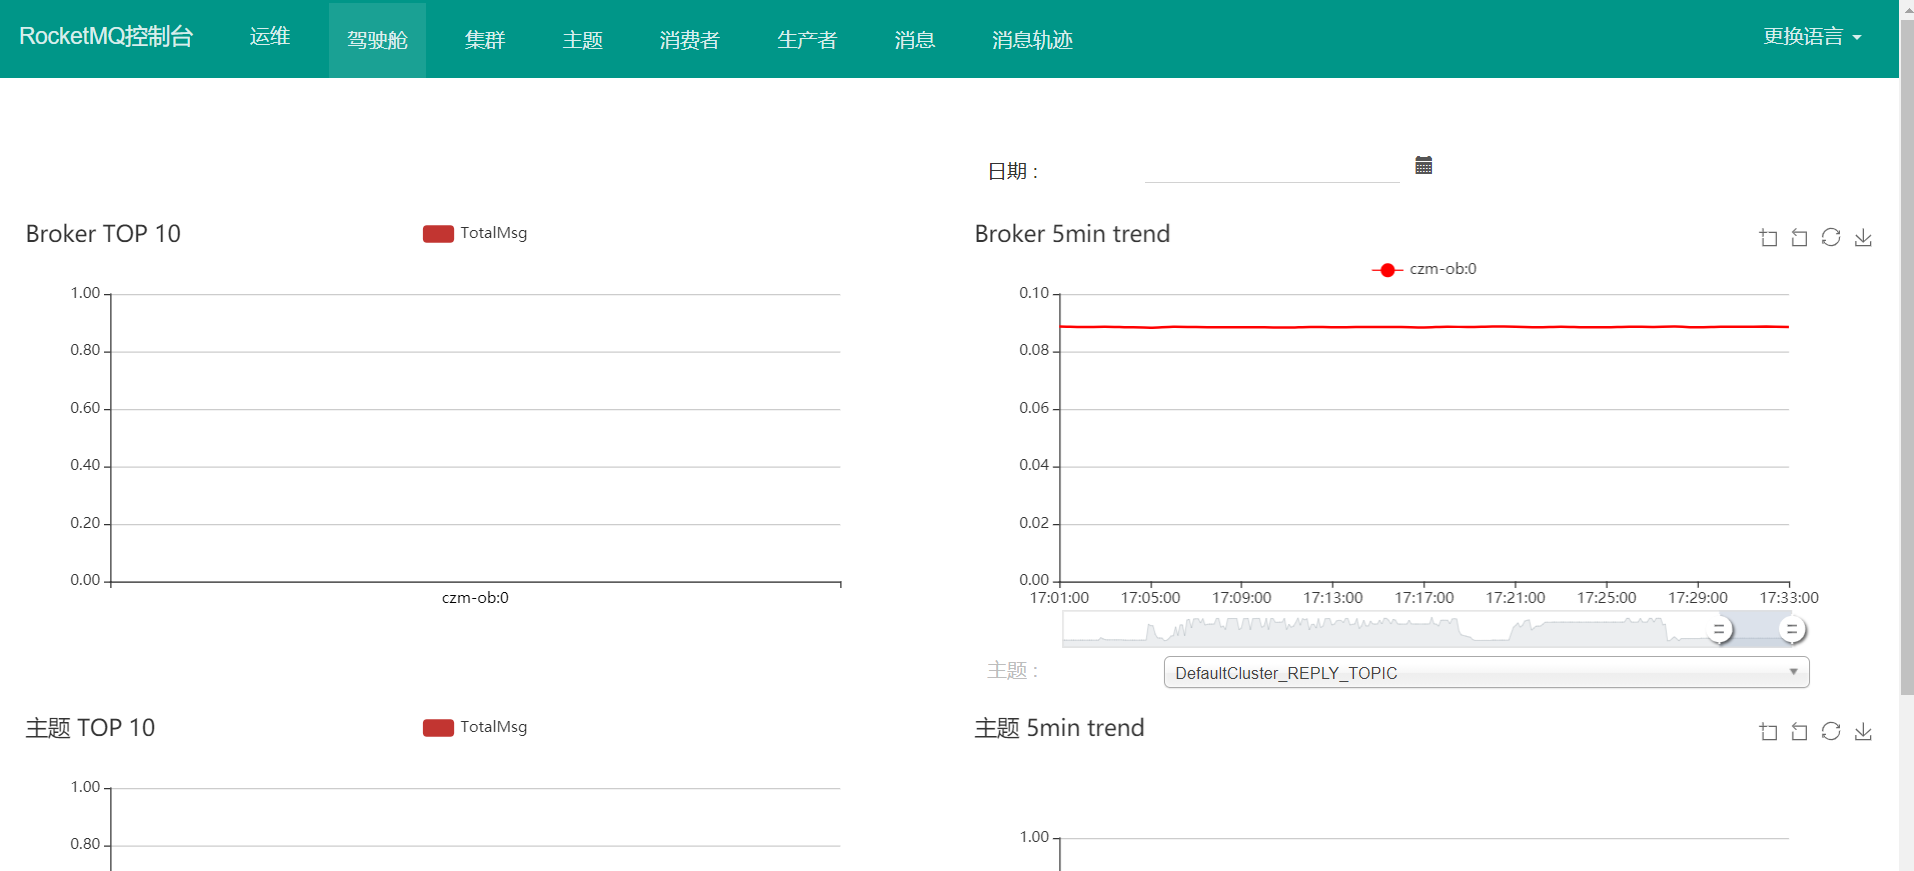 RocketMQ控制台 运维 驾驶舱 集群 主题 消费者 生产者 消息 消息轨迹 更换语言
日期 :
Broker TOP 10
TotalMsg
1.00
0.80
0.60
0.40
0.20
0.00
czm-ob:0
Broker 5min trend
czm-ob:0
0.10
0.08
0.06
0.04
0.02
0.00
17:01:00 17:05:00 17:09:00 17:13:00 17:17:00 17:21:00 17:25:00 17:29:00 17:33:00
主题 : DefaultCluster_REPLY_TOPIC
主题 TOP 10
TotalMsg
1.00
0.80
主题 5min trend
1.00